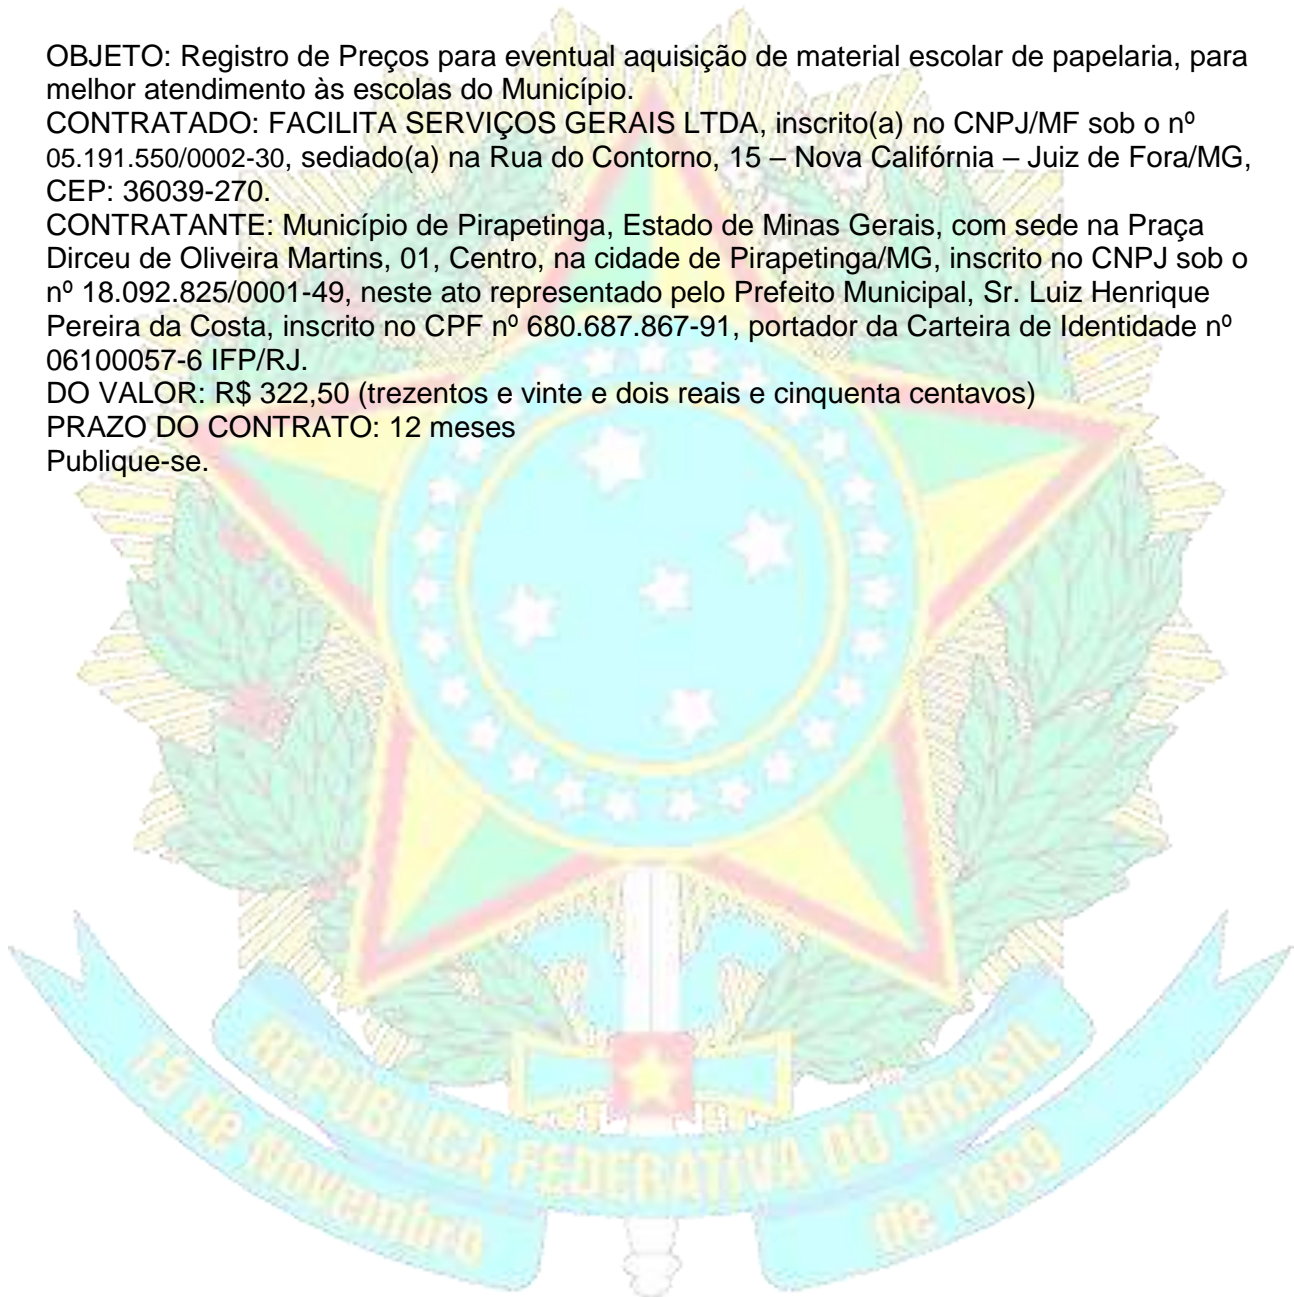 OBJETO: Registro de Preços para eventual aquisição de material escolar de papelaria, para
melhor atendimento às escolas do Município.
CONTRATADO: FACILITA SERVIÇOS GERAIS LTDA, inscrito(a) no CNPJ/MF sob o nº
05.191.550/0002-30, sediado(a) na Rua do Contorno, 15 – Nova Califórnia – Juiz de Fora/MG,
CEP: 36039-270.
CONTRATANTE: Município de Pirapetinga, Estado de Minas Gerais, com sede na Praça
Dirceu de Oliveira Martins, 01, Centro, na cidade de Pirapetinga/MG, inscrito no CNPJ sob o
nº 18.092.825/0001-49, neste ato representado pelo Prefeito Municipal, Sr. Luiz Henrique
Pereira da Costa, inscrito no CPF nº 680.687.867-91, portador da Carteira de Identidade nº
06100057-6 IFP/RJ.
DO VALOR: R$ 322,50 (trezentos e vinte e dois reais e cinquenta centavos)
PRAZO DO CONTRATO: 12 meses
Publique-se.
REPÚBLICA FEDERATIVA DO BRASIL
15 de Novembro de 1889